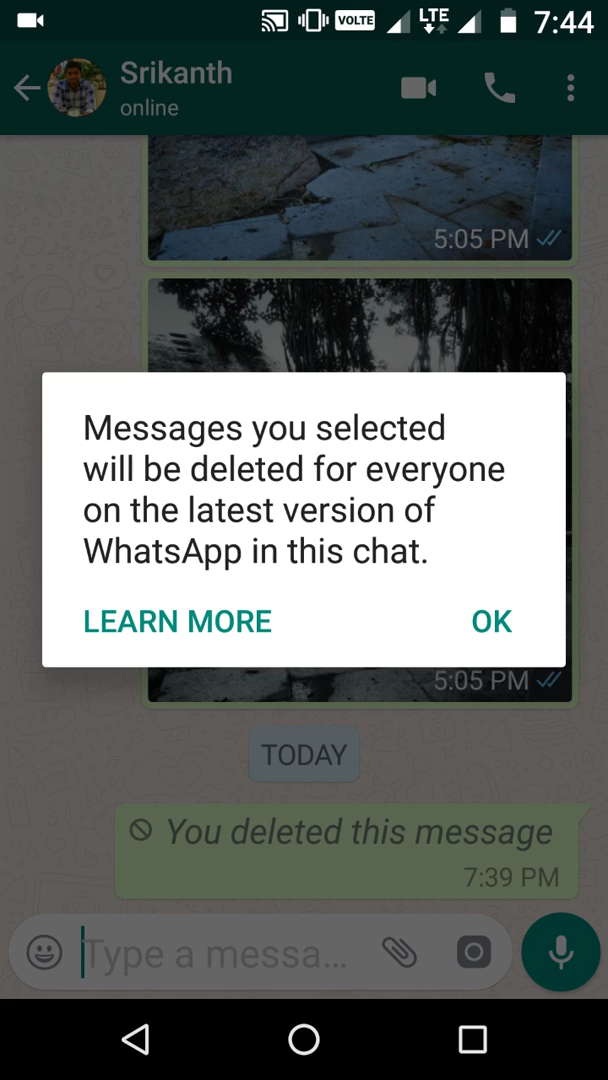 VOLTE LTE 7:44
Srikanth
online
5:05 PM
Messages you selected
will be deleted for everyone
on the latest version of
WhatsApp in this chat.
LEARN MORE OK
5:05 PM
TODAY
You deleted this message
7:39 PM
Type a messa...